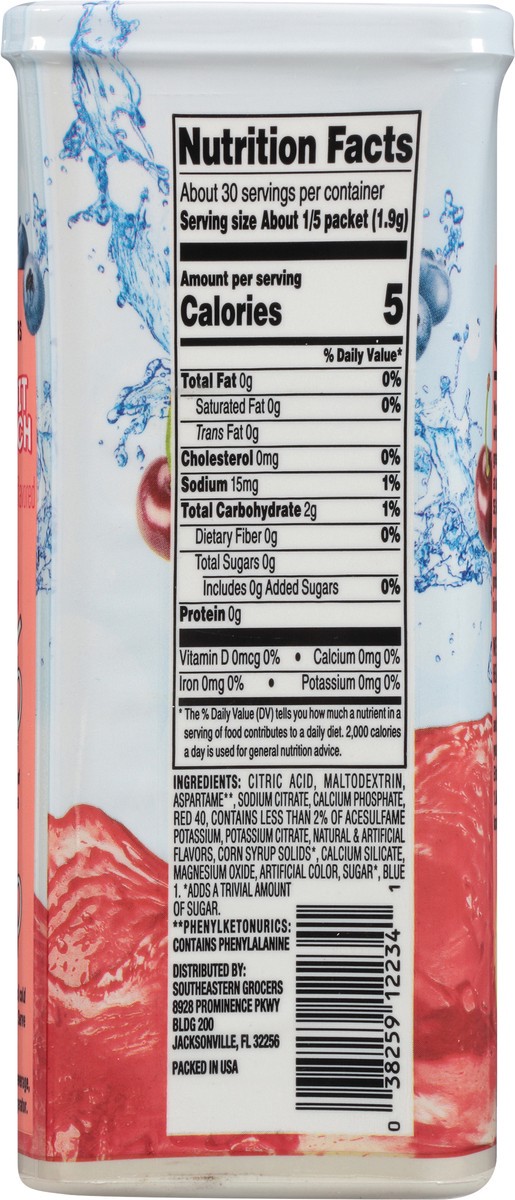 Nutrition Facts
About 30 servings per container
Serving size About 1/5 packet (1.9g)
Amount per serving
Calories 5
% Daily Value*
Total Fat 0g 0%
Saturated Fat 0g 0%
Trans Fat 0g
Cholesterol 0mg 0%
Sodium 15mg 1%
Total Carbohydrate 2g 1%
Dietary Fiber 0g 0%
Total Sugars 0g
Includes 0g Added Sugars 0%
Protein 0g
Vitamin D 0mcg 0% • Calcium 0mg 0%
Iron 0mg 0% • Potassium 0mg 0%
* The % Daily Value (DV) tells you how much a nutrient in a
serving of food contributes to a daily diet. 2,000 calories
a day is used for general nutrition advice.
INGREDIENTS: CITRIC ACID, MALTODEXTRIN,
ASPARTAME**, SODIUM CITRATE, CALCIUM PHOSPHATE,
RED 40, CONTAINS LESS THAN 2% OF ACESULFAME
POTASSIUM, POTASSIUM CITRATE, NATURAL & ARTIFICIAL
FLAVORS, CORN SYRUP SOLIDS*, CALCIUM SILICATE,
MAGNESIUM OXIDE, ARTIFICIAL COLOR, SUGAR*, BLUE
1. *ADDS A TRIVIAL AMOUNT
OF SUGAR.
**PHENYLKETONURICS:
CONTAINS PHENYLALANINE
DISTRIBUTED BY:
SOUTHEASTERN GROCERS
8928 PROMINENCE PKWY
BLDG 200
JACKSONVILLE, FL 32256
PACKED IN USA
0 38259 12234 1